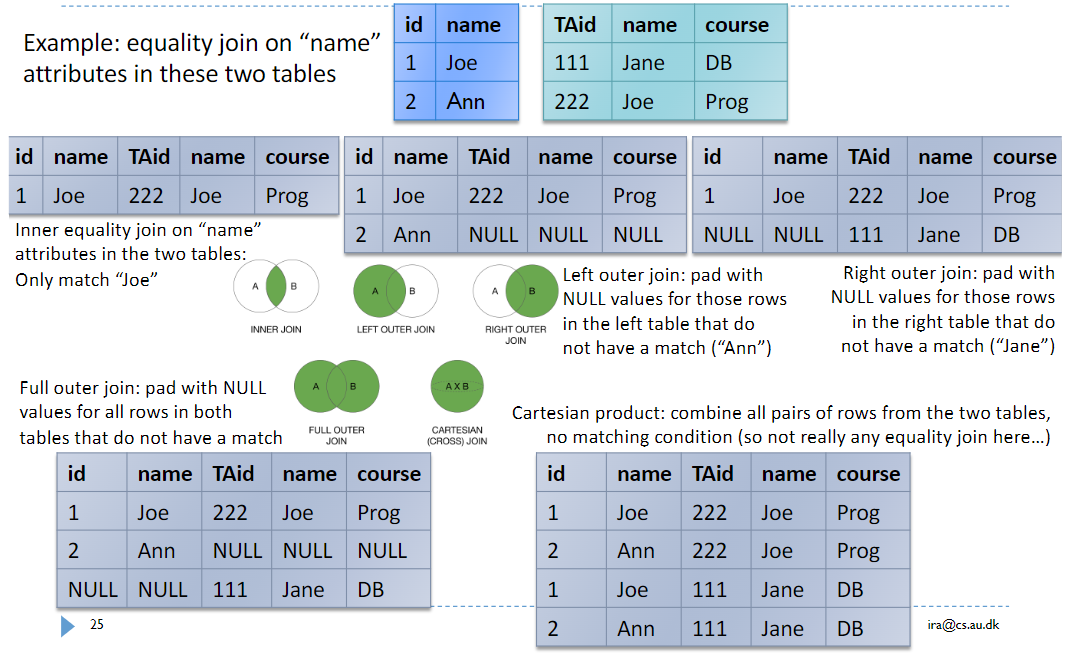 Example: equality join on “name”
attributes in these two tables
id name
1 Joe
2 Ann
TAid name course
111 Jane DB
222 Joe Prog
id name TAid name course
1 Joe 222 Joe Prog
id name TAid name course
1 Joe 222 Joe Prog
2 Ann NULL NULL NULL
id name TAid name course
1 Joe 222 Joe Prog
NULL NULL 111 Jane DB
Inner equality join on “name”
attributes in the two tables:
Only match “Joe”
A B
INNER JOIN
A B
LEFT OUTER JOIN
A B
RIGHT OUTER
JOIN
Left outer join: pad with
NULL values for those rows
in the left table that do
not have a match (“Ann”)
Right outer join: pad with
NULL values for those rows
in the right table that do
not have a match (“Jane”)
Full outer join: pad with NULL
values for all rows in both
tables that do not have a match
A B
FULL OUTER
JOIN
A X B
CARTESIAN
(CROSS) JOIN
Cartesian product: combine all pairs of rows from the two tables,
no matching condition (so not really any equality join here…)
id name TAid name course
1 Joe 222 Joe Prog
2 Ann NULL NULL NULL
NULL NULL 111 Jane DB
id name TAid name course
1 Joe 222 Joe Prog
2 Ann 222 Joe Prog
1 Joe 111 Jane DB
2 Ann 111 Jane DB
25
ira@cs.au.dk